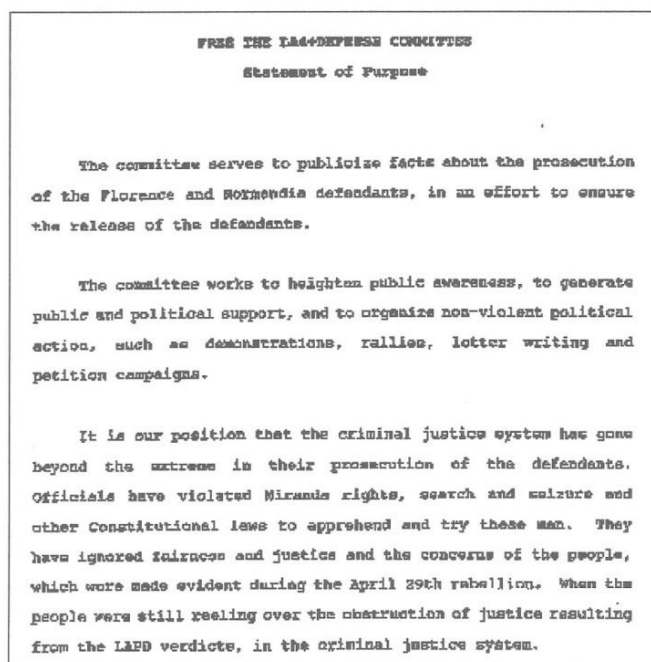 FREE THE LA4+DEFENSE COMMITTEE
Statement of Purpose
The committee serves to publicize facts about the prosecution
of the Florence and Normandie defendants, in an effort to ensure
the release of the defendants.
The committee works to heighten public awareness, to generate
public and political support, and to organize non-violent political
action, such as demonstrations, rallies, letter writing and
petition campaigns.
It is our position that the criminal justice system has gone
beyond the extreme in their prosecution of the defendants.
Officials have violated Miranda rights, search and seizure and
other Constitutional laws to apprehend and try these men. They
have ignored fairness and justice and the concerns of the people,
which were made evident during the April 29th rebellion. When the
people were still reeling over the obstruction of justice resulting
from the LAPD verdicts, in the criminal justice system.